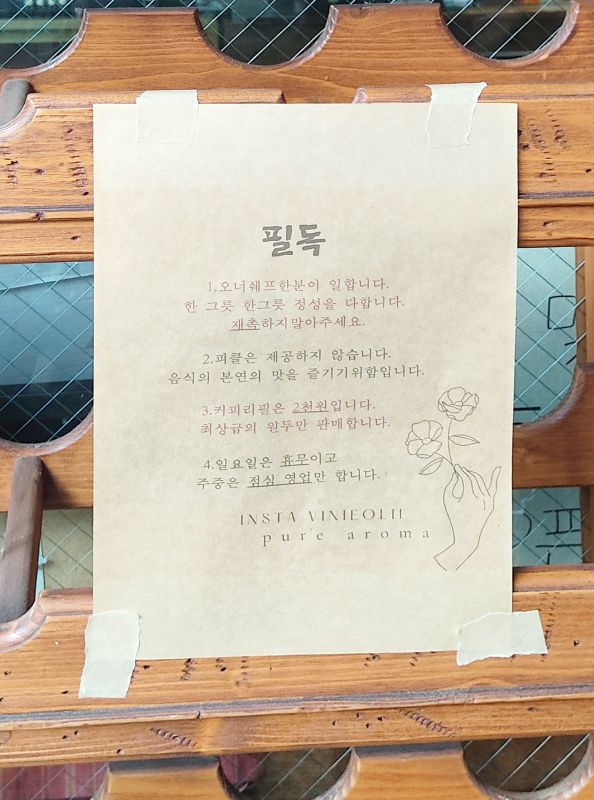 필독
1.오너쉐프한분이 일합니다.
한 그릇 한그릇 정성을 다합니다.
재촉하지말아주세요.
2.피클은 제공하지 않습니다.
음식의 본연의 맛을 즐기기위함입니다.
3.커피리필은 2천원입니다.
최상급의 원두만 판매합니다.
4.일요일은 휴무이고
주중은 점심 영업만 합니다.
INSTA VINIEOLII
pure aroma